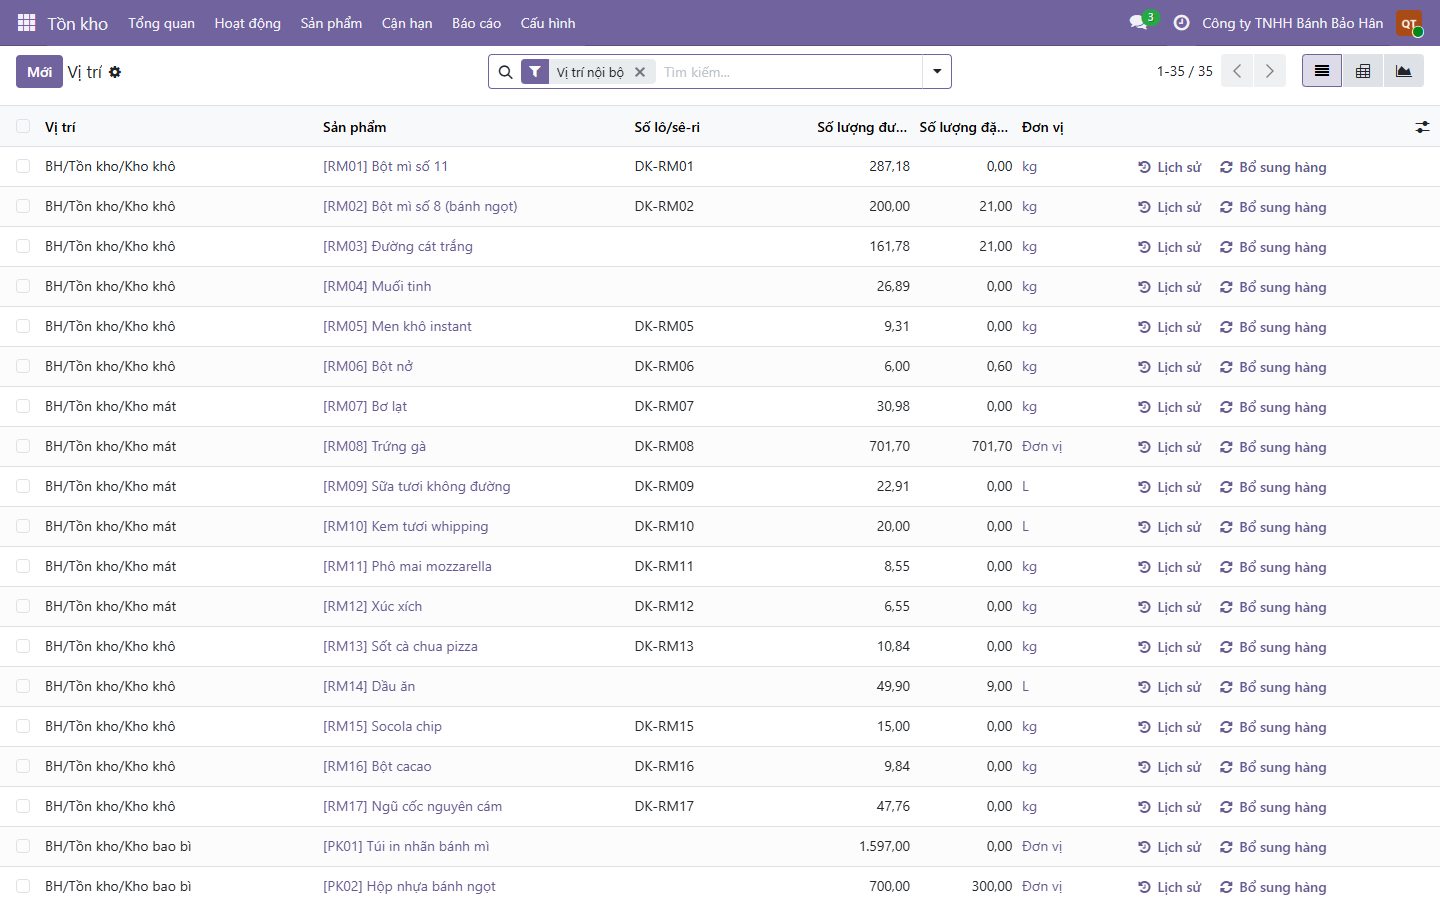 Tồn kho Tổng quan Hoạt động Sản phẩm Cận hạn Báo cáo Cấu hình 3 Công ty TNHH Bánh Bảo Hân QT
Mới Vị trí Vị trí nội bộ Tìm kiếm... 1-35 / 35
Vị trí Sản phẩm Số lô/sê-ri Số lượng đư... Số lượng đặ... Đơn vị
BH/Tồn kho/Kho khô [RM01] Bột mì số 11 DK-RM01 287,18 0,00 kg Lịch sử Bổ sung hàng
BH/Tồn kho/Kho khô [RM02] Bột mì số 8 (bánh ngọt) DK-RM02 200,00 21,00 kg Lịch sử Bổ sung hàng
BH/Tồn kho/Kho khô [RM03] Đường cát trắng 161,78 21,00 kg Lịch sử Bổ sung hàng
BH/Tồn kho/Kho khô [RM04] Muối tinh 26,89 0,00 kg Lịch sử Bổ sung hàng
BH/Tồn kho/Kho khô [RM05] Men khô instant DK-RM05 9,31 0,00 kg Lịch sử Bổ sung hàng
BH/Tồn kho/Kho khô [RM06] Bột nở DK-RM06 6,00 0,60 kg Lịch sử Bổ sung hàng
BH/Tồn kho/Kho mát [RM07] Bơ lạt DK-RM07 30,98 0,00 kg Lịch sử Bổ sung hàng
BH/Tồn kho/Kho mát [RM08] Trứng gà DK-RM08 701,70 701,70 Đơn vị Lịch sử Bổ sung hàng
BH/Tồn kho/Kho mát [RM09] Sữa tươi không đường DK-RM09 22,91 0,00 L Lịch sử Bổ sung hàng
BH/Tồn kho/Kho mát [RM10] Kem tươi whipping DK-RM10 20,00 0,00 L Lịch sử Bổ sung hàng
BH/Tồn kho/Kho mát [RM11] Phô mai mozzarella DK-RM11 8,55 0,00 kg Lịch sử Bổ sung hàng
BH/Tồn kho/Kho mát [RM12] Xúc xích DK-RM12 6,55 0,00 kg Lịch sử Bổ sung hàng
BH/Tồn kho/Kho khô [RM13] Sốt cà chua pizza DK-RM13 10,84 0,00 kg Lịch sử Bổ sung hàng
BH/Tồn kho/Kho khô [RM14] Dầu ăn 49,90 9,00 L Lịch sử Bổ sung hàng
BH/Tồn kho/Kho khô [RM15] Socola chip DK-RM15 15,00 0,00 kg Lịch sử Bổ sung hàng
BH/Tồn kho/Kho khô [RM16] Bột cacao DK-RM16 9,84 0,00 kg Lịch sử Bổ sung hàng
BH/Tồn kho/Kho khô [RM17] Ngũ cốc nguyên cám DK-RM17 47,76 0,00 kg Lịch sử Bổ sung hàng
BH/Tồn kho/Kho bao bì [PK01] Túi in nhãn bánh mì 1.597,00 0,00 Đơn vị Lịch sử Bổ sung hàng
BH/Tồn kho/Kho bao bì [PK02] Hộp nhựa bánh ngọt 700,00 300,00 Đơn vị Lịch sử Bổ sung hàng